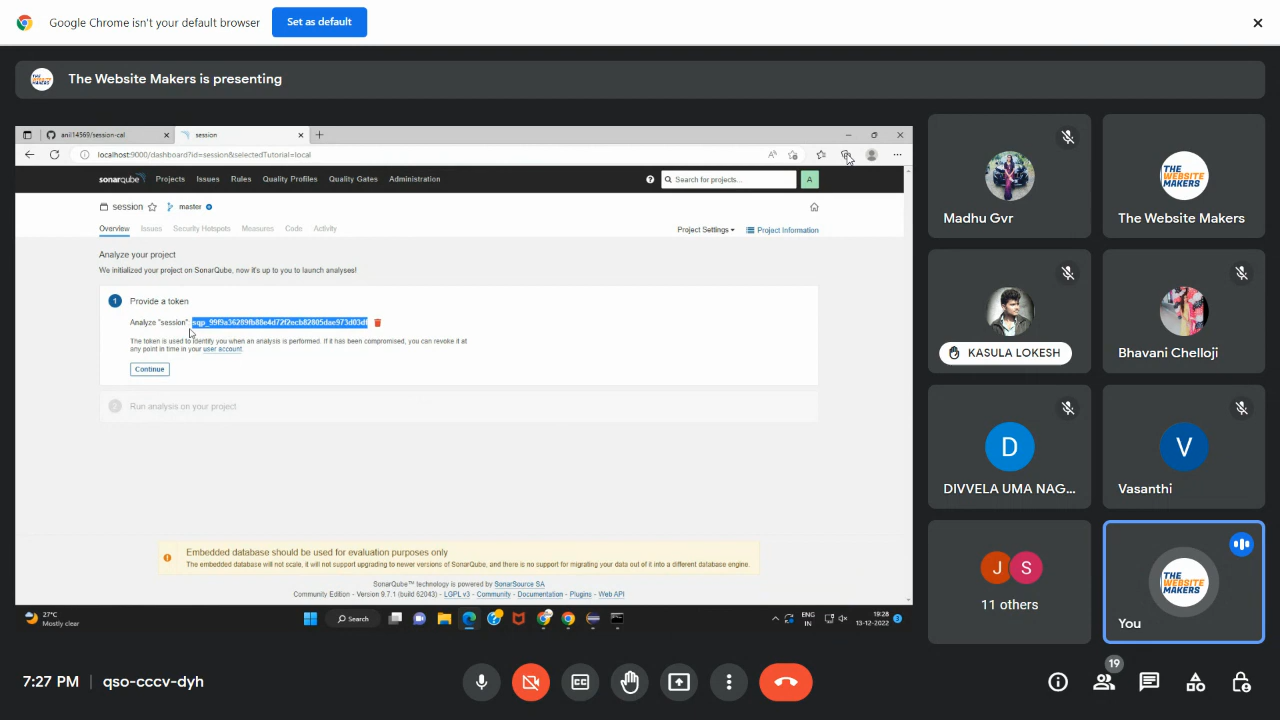 Google Chrome isn't your default browser
Set as default
The Website Makers is presenting
anil14569/session-cal
session
localhost:9000/dashboard?id=session&selectedTutorial=local
sonarqube
Projects Issues Rules Quality Profiles Quality Gates Administration
Search for projects...
A
session master
Overview Issues Security Hotspots Measures Code Activity
Project Settings Project Information
Analyze your project
We initialized your project on SonarQube, now it's up to you to launch analyses!
1 Provide a token
Analyze "session":
The token is used to identify you when an analysis is performed. If it has been compromised, you can revoke it at
any point in time in your user account.
Continue
2 Run analysis on your project
Embedded database should be used for evaluation purposes only
The embedded database will not scale, it will not support upgrading to newer versions of SonarQube, and there is no support for migrating your data out of it into a different database engine.
SonarQube™ technology is powered by SonarSource SA
Community Edition - Version 9.7.1 (build 62043) - LGPL v3 - Community - Documentation - Plugins - Web API
27°C
Mostly clear
Search
ENG
IN
19:28
13-12-2022
3
Madhu Gvr
THE WEBSITE MAKERS
The Website Makers
KASULA LOKESH
Bhavani Chelloji
D
DIVVELA UMA NAG...
V
Vasanthi
J S
11 others
THE WEBSITE MAKERS
You
7:27 PM | qso-cccv-dyh
19